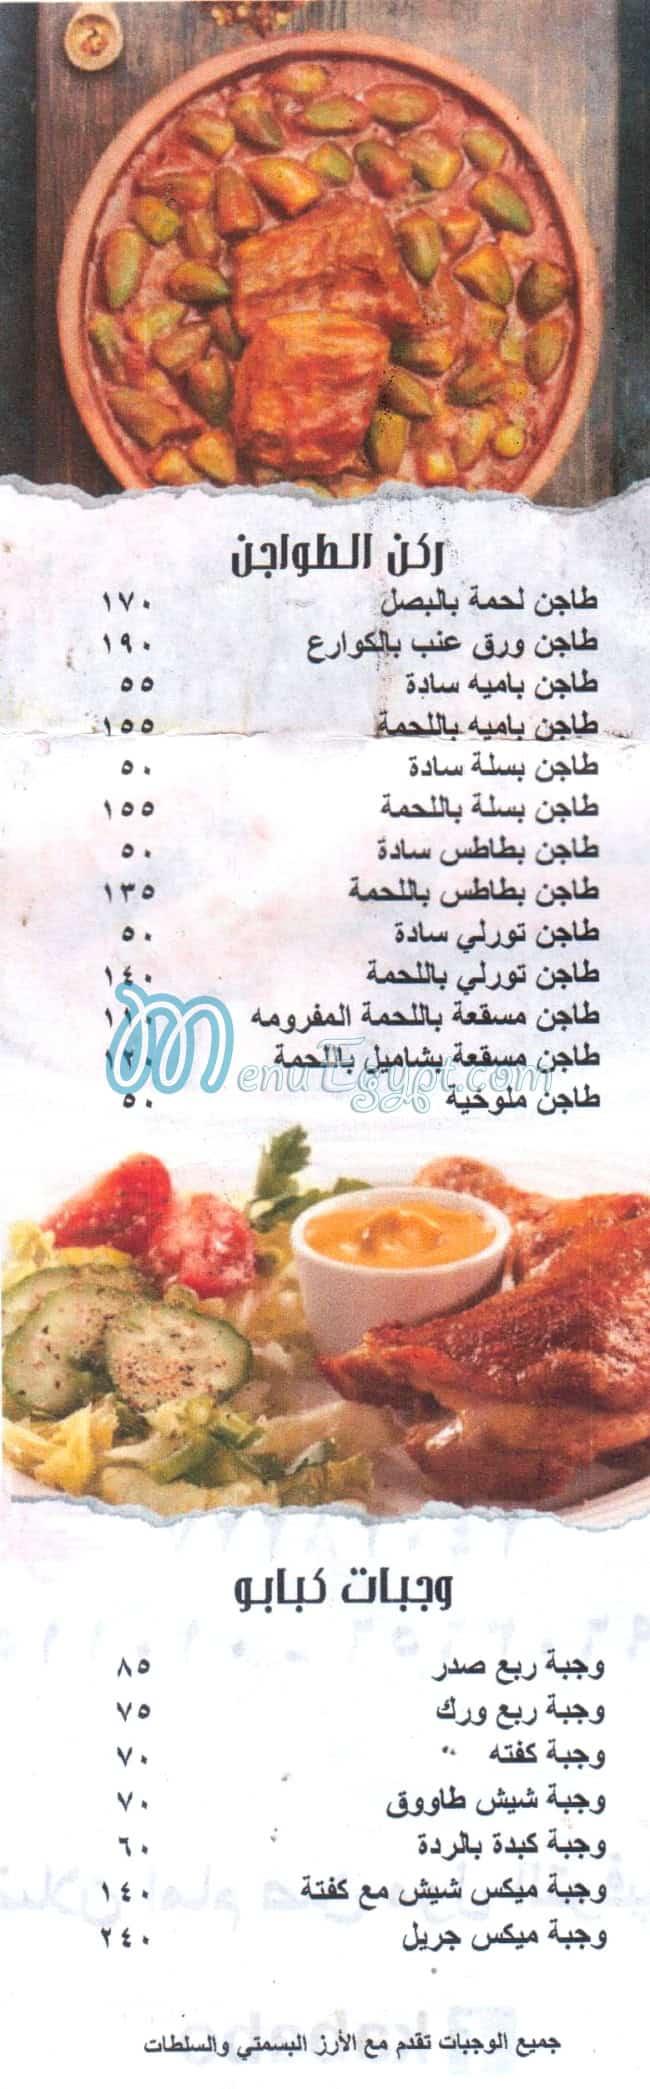 ركن الطواجن
طاجن لحمة بالبصل ١٧٠
طاجن ورق عنب بالكوارع ١٩٠
طاجن باميه سادة ٥٥
طاجن باميه باللحمة ١٥٥
طاجن بسلة سادة ٥٠
طاجن بسلة باللحمة ١٥٥
طاجن بطاطس سادة ٥٠
طاجن بطاطس باللحمة ١٣٥
طاجن تورلي سادة ٥٠
طاجن تورلي باللحمة ١٤٠
طاجن مسقعة باللحمة المفرومه ١١٠
طاجن مسقعة بشاميل باللحمة ١٢٠
MenuEgypt.com
طاجن ملوخية ٥٠
وجبات كبابو
وجبة ربع صدر ٨٥
وجبة ربع ورك ٧٥
وجبة كفته ٧٠
وجبة شيش طاووق ٧٠
وجبة كبدة بالردة ٦٠
وجبة ميكس شيش مع كفتة ١٤٠
وجبة ميكس جريل ٢٤٠
جميع الوجبات تقدم مع الأرز البسمتي والسلطات